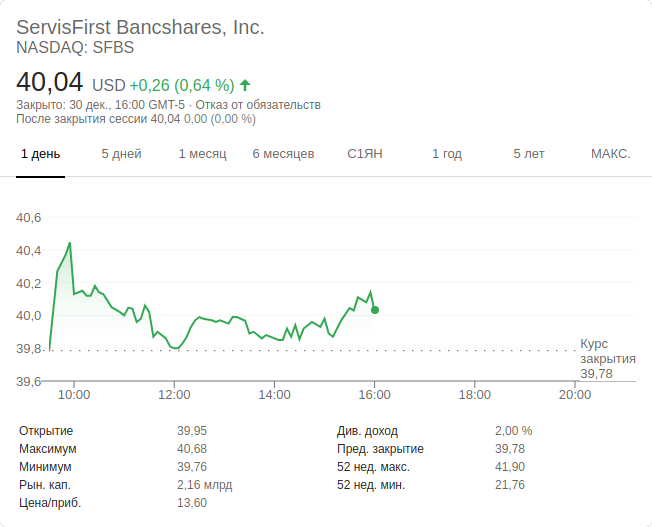 ServisFirst Bancshares, Inc.
NASDAQ: SFBS
40,04 USD +0,26 (0,64 %)
Закрыто: 30 дек., 16:00 GMT-5 · Отказ от обязательств
После закрытия сессии 40,04 0,00 (0,00 %)
1 день 5 дней 1 месяц 6 месяцев С1ЯН 1 год 5 лет МАКС.
40,6
40,4
40,2
40,0
39,8
39,6
Курс
закрытия
39,78
10:00 12:00 14:00 16:00 18:00 20:00
Открытие 39,95 Див. доход 2,00 %
Максимум 40,68 Пред. закрытие 39,78
Минимум 39,76 52 нед. макс. 41,90
Рын. кап. 2,16 млрд 52 нед. мин. 21,76
Цена/приб. 13,60